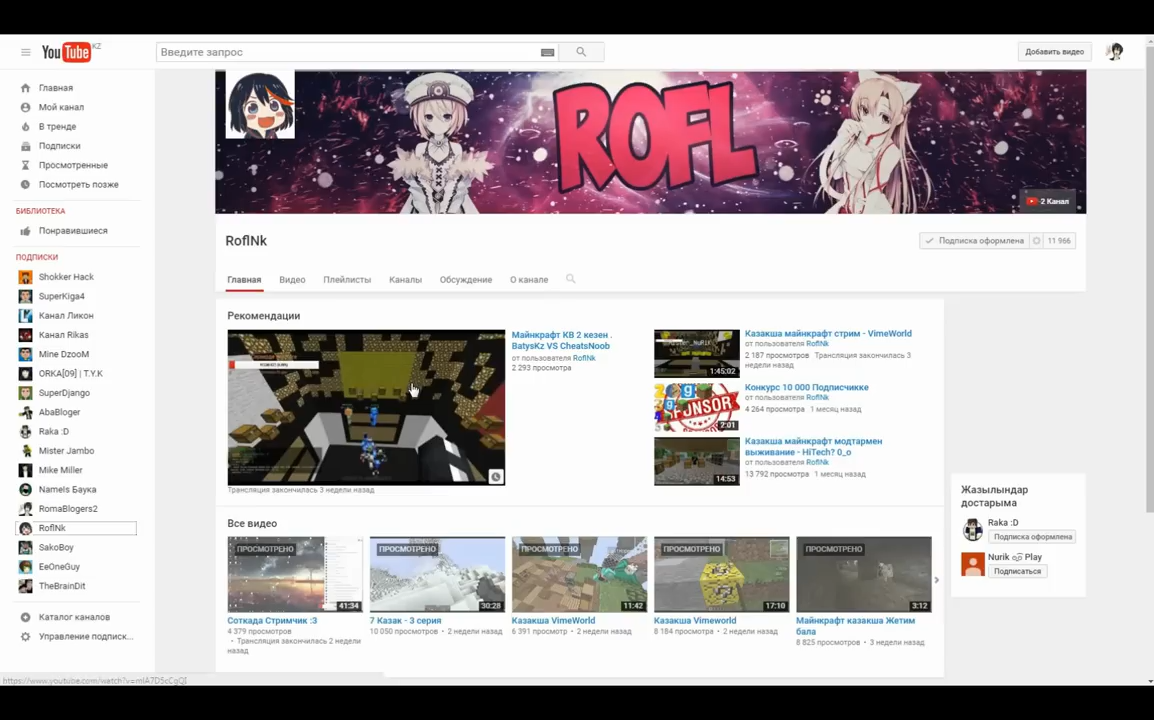 YouTube KZ
Введите запрос
Добавить видео
Главная
Мой канал
В тренде
Подписки
Просмотренные
Посмотреть позже
БИБЛИОТЕКА
Понравившиеся
ПОДПИСКИ
Shokker Hack
SuperKiga4
Канал Ликон
Канал Rikas
Mine DzooM
ORKA[09] | T.Y.K
SuperDjango
AbaBloger
Raka :D
Mister Jambo
Mike Miller
NameIs Баука
RomaBlogers2
RoflNk
SakoBoy
EeOneGuy
TheBrainDit
Каталог каналов
Управление подписк...
ROFL
2 Канал
RoflNk
Подписка оформлена 11 966
Главная Видео Плейлисты Каналы Обсуждение О канале
Рекомендации
Майнкрафт КВ 2 кезен .
BatysKz VS CheatsNoob
от пользователя RoflNk
2 293 просмотра
Трансляция закончилась 3 недели назад
1:45:02
Казакша майнкрафт стрим - VimeWorld
от пользователя RoflNk
2 187 просмотров Трансляция закончилась 3
недели назад
SPONSOR
2:01
Конкурс 10 000 Подписчикке
от пользователя RoflNk
4 264 просмотра 1 месяц назад
14:53
Казакша майнкрафт модтармен
выживание - HiTech? 0_o
от пользователя RoflNk
13 792 просмотра 1 месяц назад
Все видео
ПРОСМОТРЕНО
41:34
Соткада Стримчик :3
4 379 просмотров
• Трансляция закончилась 2 недели
назад
ПРОСМОТРЕНО
30:28
7 Казак - 3 серия
10 050 просмотров • 2 недели назад
ПРОСМОТРЕНО
11:42
Казакша VimeWorld
6 391 просмотр • 2 недели назад
ПРОСМОТРЕНО
17:10
Казакша Vimeworld
8 184 просмотра • 2 недели назад
ПРОСМОТРЕНО
3:12
Майнкрафт казакша Жетим
бала
8 825 просмотров • 3 недели назад
Жазылындар
достарыма
Raka :D
Подписка оформлена
Nurik Play
Подписаться